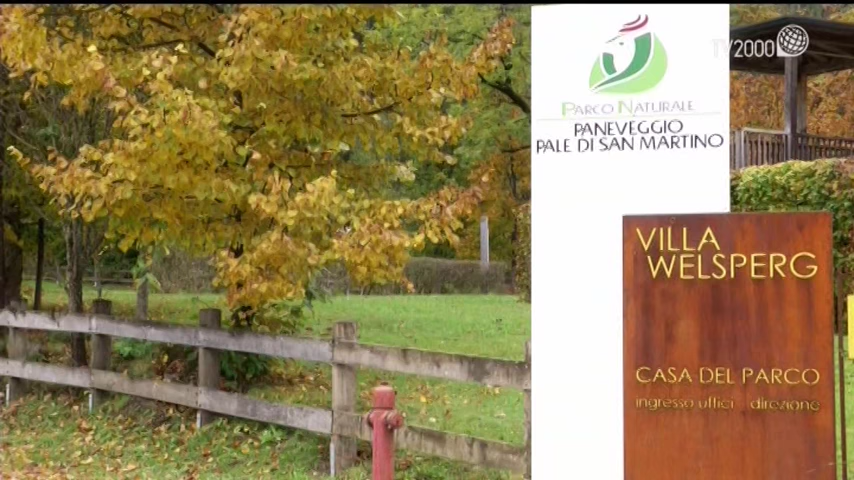 TV2000
PARCO NATURALE
PANEVEGGIO
PALE DI SAN MARTINO
VILLA
WELSPERG
CASA DEL PARCO
ingresso uffici - direzione